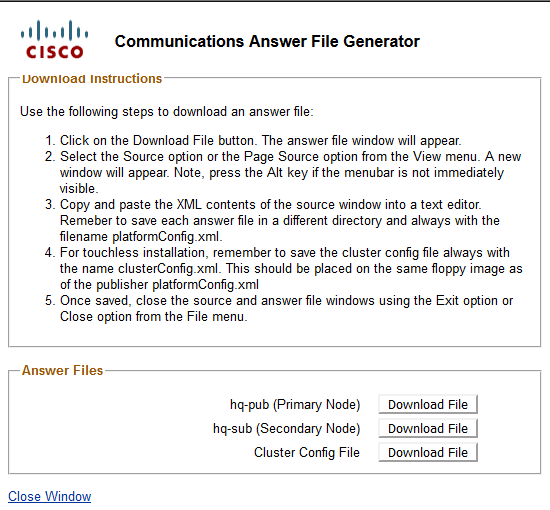 CISCO
Communications Answer File Generator
Download Instructions
Use the following steps to download an answer file:
1. Click on the Download File button. The answer file window will appear.
2. Select the Source option or the Page Source option from the View menu. A new
window will appear. Note, press the Alt key if the menubar is not immediately
visible.
3. Copy and paste the XML contents of the source window into a text editor.
Remeber to save each answer file in a different directory and always with the
filename platformConfig.xml.
4. For touchless installation, remember to save the cluster config file always with
the name clusterConfig.xml. This should be placed on the same floppy image as
of the publisher platformConfig.xml
5. Once saved, close the source and answer file windows using the Exit option or
Close option from the File menu.
Answer Files
hq-pub (Primary Node) Download File
hq-sub (Secondary Node) Download File
Cluster Config File Download File
Close Window